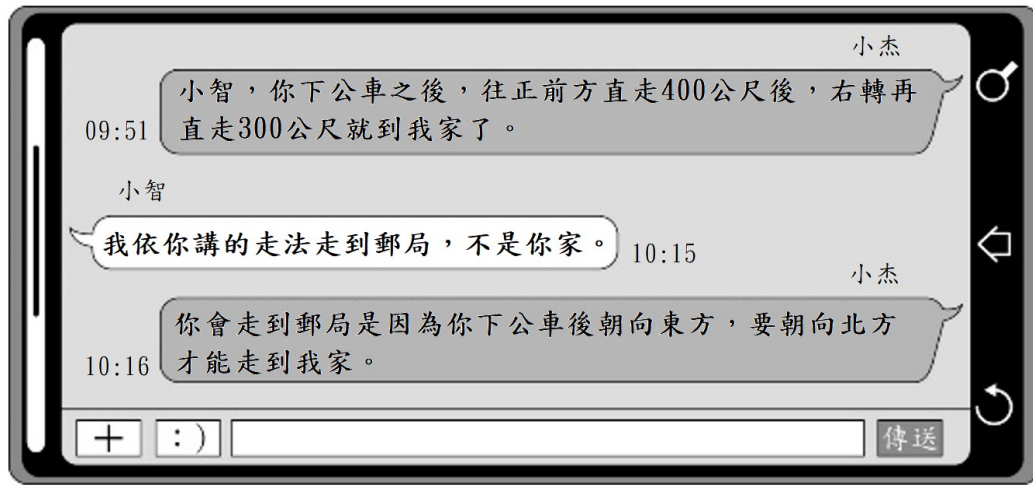 小杰
小智，你下公車之後，往正前方直走400公尺後，右轉再
09:51 直走300公尺就到我家了。
小智
我依你講的走法走到郵局，不是你家。 10:15
小杰
你會走到郵局是因為你下公車後朝向東方，要朝向北方
10:16 才能走到我家。
＋ :) 傳送